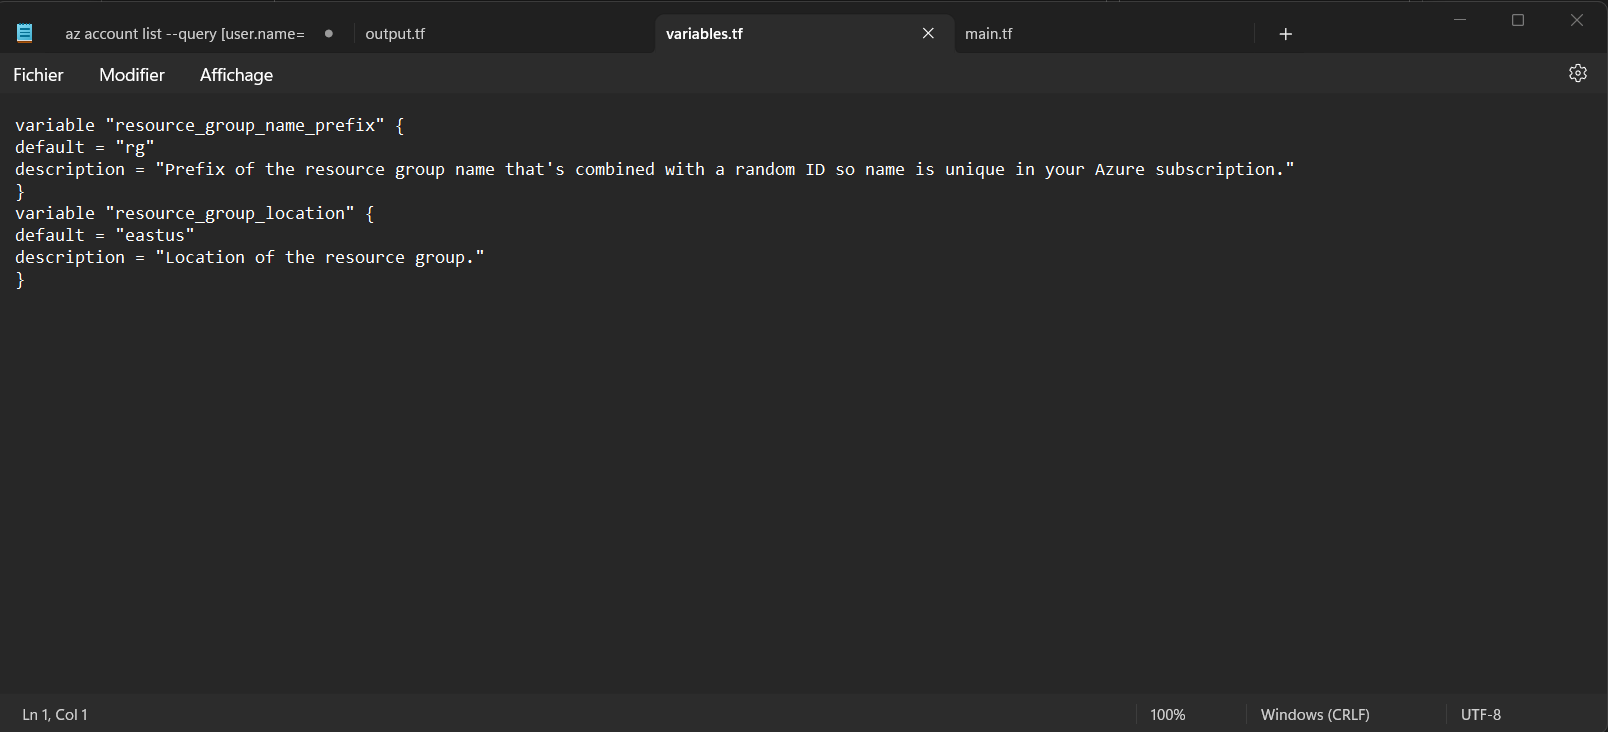 az account list --query [user.name=
output.tf
variables.tf
main.tf
Fichier Modifier Affichage
variable "resource_group_name_prefix" {
default = "rg"
description = "Prefix of the resource group name that's combined with a random ID so name is unique in your Azure subscription."
}
variable "resource_group_location" {
default = "eastus"
description = "Location of the resource group."
}
Ln 1, Col 1
100%
Windows (CRLF)
UTF-8